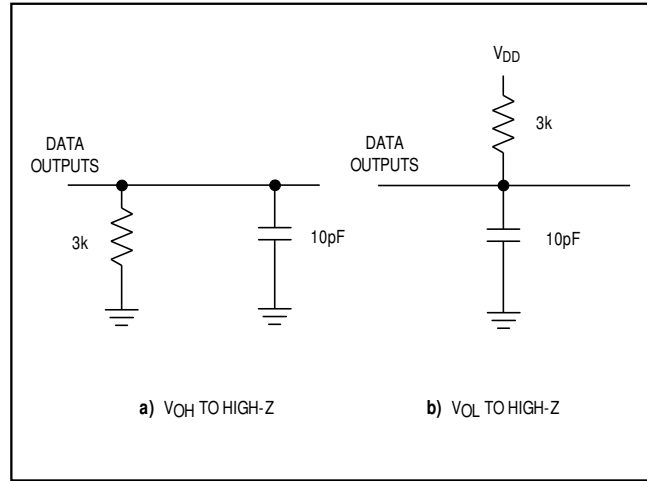 DATA
OUTPUTS
3k
10pF
a) VOH TO HIGH-Z
VDD
3k
DATA
OUTPUTS
10pF
b) VOL TO HIGH-Z